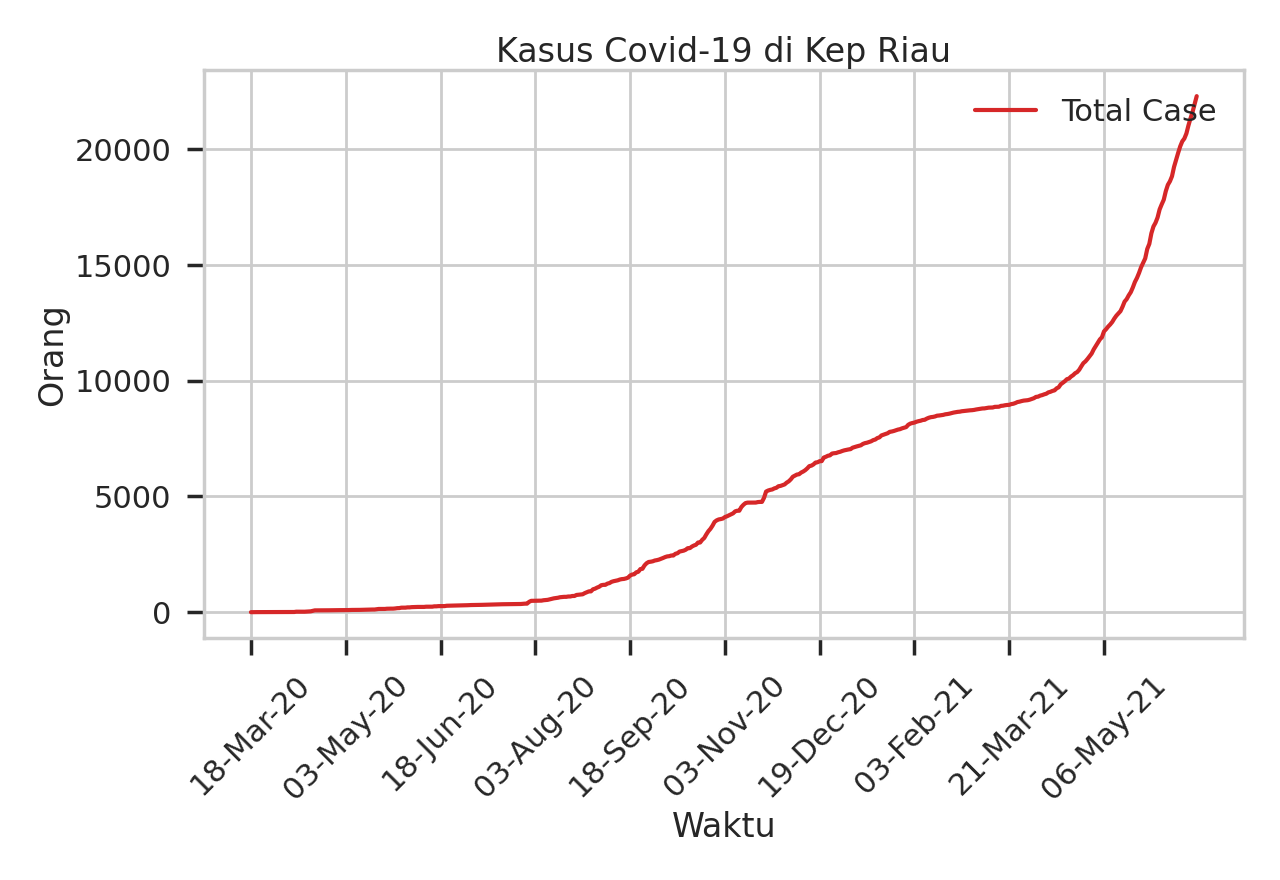 Kasus Covid-19 di Kep Riau
Total Case
Orang
20000
15000
10000
5000
0
18-Mar-20
03-May-20
18-Jun-20
03-Aug-20
18-Sep-20
03-Nov-20
19-Dec-20
03-Feb-21
21-Mar-21
06-May-21
Waktu